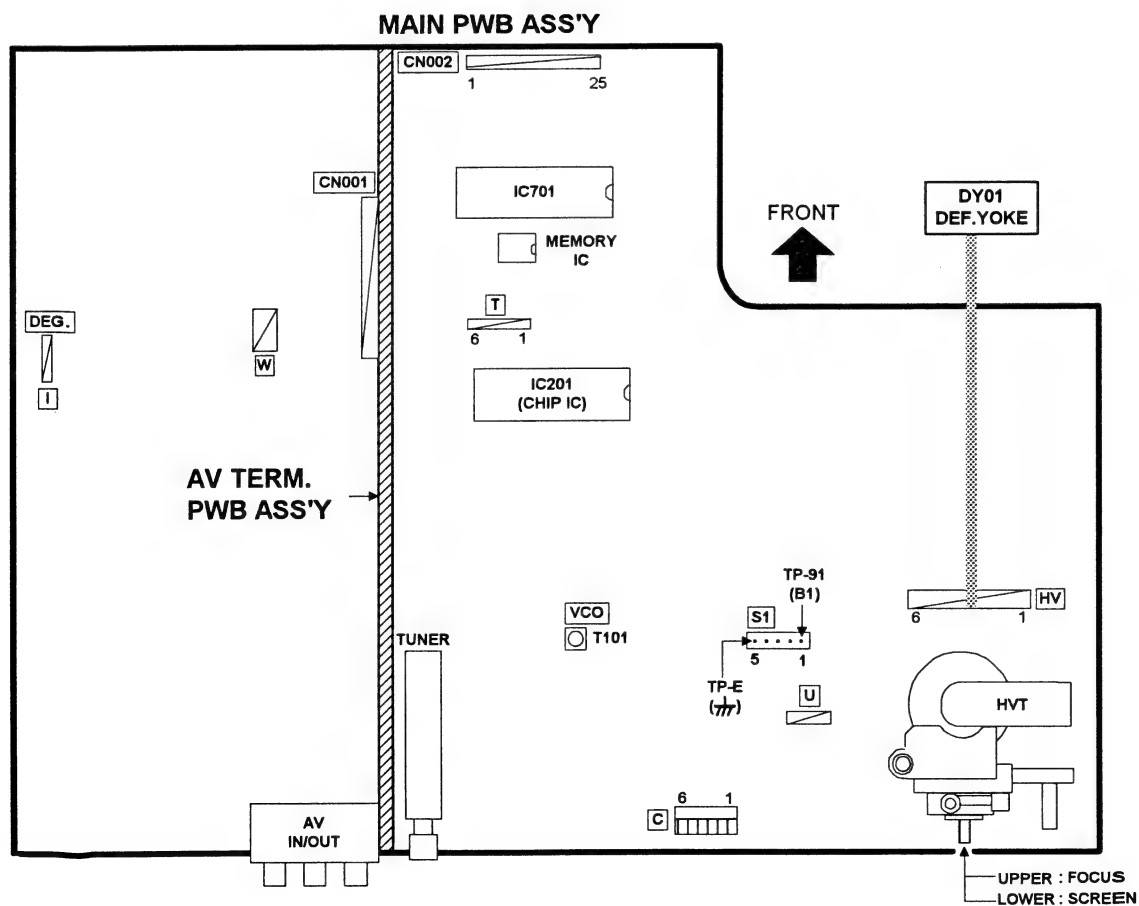 MAIN PWB ASS'Y
CN002
1 25
CN001
IC701
DY01
DEF.YOKE
FRONT
MEMORY
IC
T
6 1
DEG.
W
I
IC201
(CHIP IC)
AV TERM.
PWB ASS'Y
TP-91
(B1)
HV
6 1
VCO
T101
S1
5 1
TUNER
TP-E
U
HVT
C
6 1
AV
IN/OUT
UPPER : FOCUS
LOWER : SCREEN